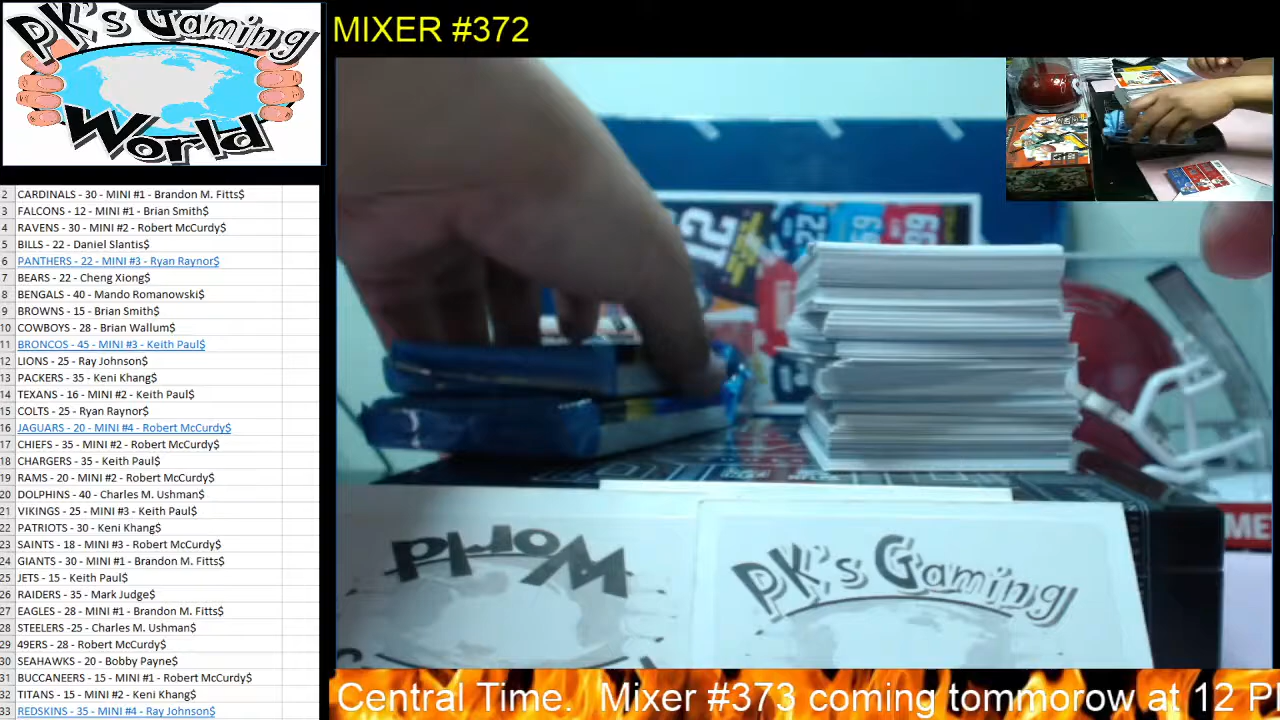 PK's Gaming
World
MIXER #372
2 CARDINALS - 30 - MINI #1 - Brandon M. Fitts$
3 FALCONS - 12 - MINI #1 - Brian Smith$
4 RAVENS - 30 - MINI #2 - Robert McCurdy$
5 BILLS - 22 - Daniel Slantis$
6 PANTHERS - 22 - MINI #3 - Ryan Raynor$
7 BEARS - 22 - Cheng Xiong$
8 BENGALS - 40 - Mando Romanowski$
9 BROWNS - 15 - Brian Smith$
10 COWBOYS - 28 - Brian Wallum$
11 BRONCOS - 45 - MINI #3 - Keith Paul$
12 LIONS - 25 - Ray Johnson$
13 PACKERS - 35 - Keni Khang$
14 TEXANS - 16 - MINI #2 - Keith Paul$
15 COLTS - 25 - Ryan Raynor$
16 JAGUARS - 20 - MINI #4 - Robert McCurdy$
17 CHIEFS - 35 - MINI #2 - Robert McCurdy$
18 CHARGERS - 35 - Keith Paul$
19 RAMS - 20 - MINI #2 - Robert McCurdy$
20 DOLPHINS - 40 - Charles M. Ushman$
21 VIKINGS - 25 - MINI #3 - Keith Paul$
22 PATRIOTS - 30 - Keni Khang$
23 SAINTS - 18 - MINI #3 - Robert McCurdy$
24 GIANTS - 30 - MINI #1 - Brandon M. Fitts$
25 JETS - 15 - Keith Paul$
26 RAIDERS - 35 - Mark Judge$
27 EAGLES - 28 - MINI #1 - Brandon M. Fitts$
28 STEELERS -25 - Charles M. Ushman$
29 49ERS - 28 - Robert McCurdy$
30 SEAHAWKS - 20 - Bobby Payne$
31 BUCCANEERS - 15 - MINI #1 - Robert McCurdy$
32 TITANS - 15 - MINI #2 - Keni Khang$
33 REDSKINS - 35 - MINI #4 - Ray Johnson$
World
PK's Gaming
Central Time. Mixer #373 coming tommorow at 12